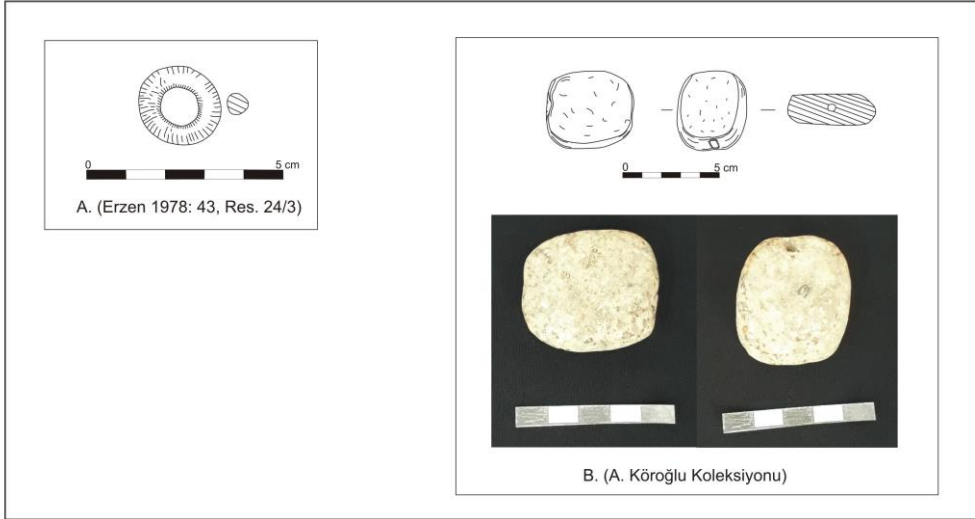 0 5 cm
A. (Erzen 1978: 43, Res. 24/3)
0 5 cm
B. (A. Köroğlu Koleksiyonu)